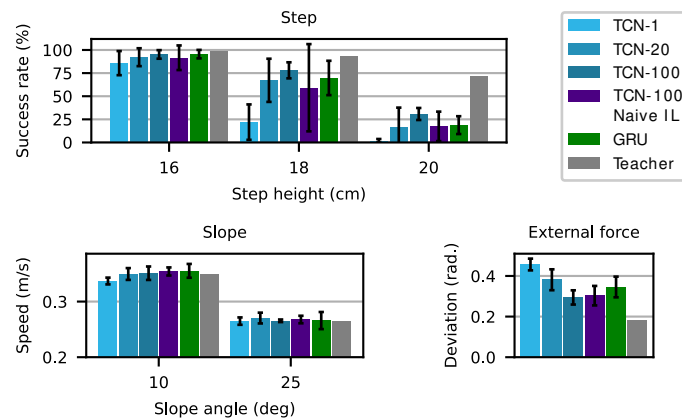 Step
Success rate (%)
100
75
50
25
0
16
18
20
Step height (cm)
TCN-1
TCN-20
TCN-100
TCN-100
Naive IL
GRU
Teacher
Slope
Speed (m/s)
0.3
0.2
10
25
Slope angle (deg)
External force
Deviation (rad.)
0.4
0.2
0.0